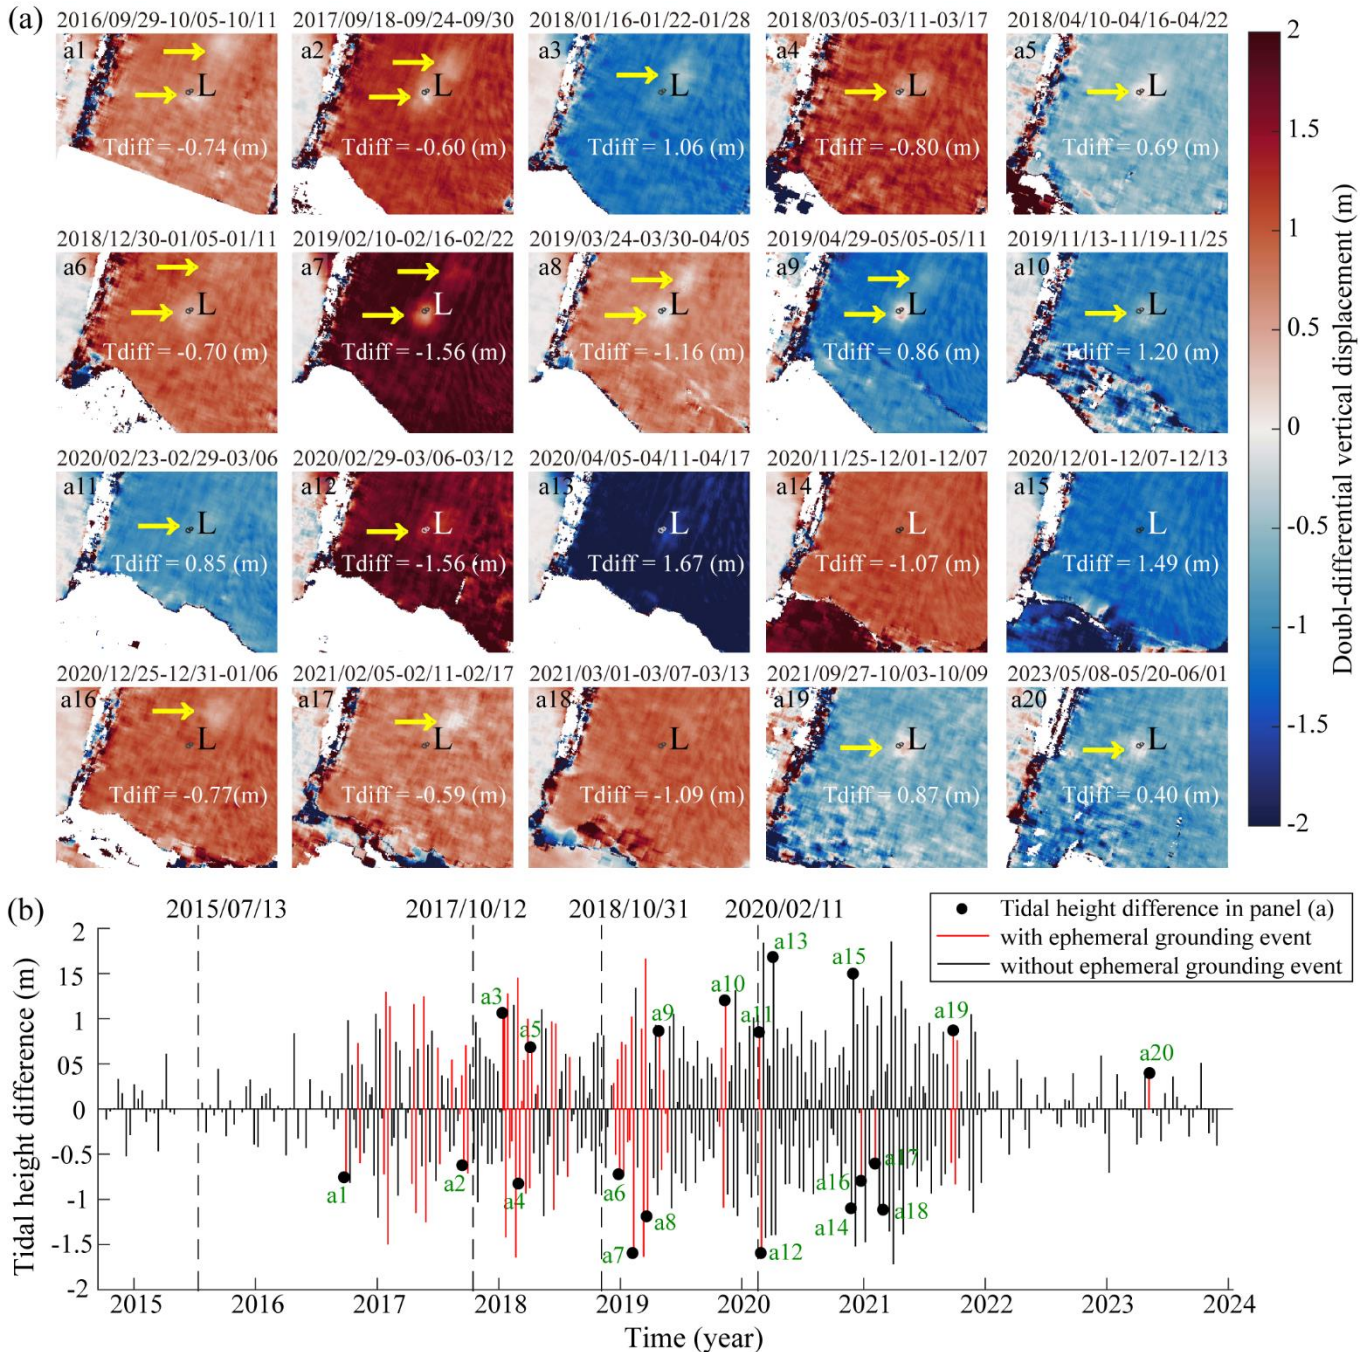 (a)
2016/09/29-10/05-10/11 2017/09/18-09/24-09/30 2018/01/16-01/22-01/28 2018/03/05-03/11-03/17 2018/04/10-04/16-04/22
a1 L Tdiff = -0.74 (m)
a2 L Tdiff = -0.60 (m)
a3 L Tdiff = 1.06 (m)
a4 L Tdiff = -0.80 (m)
a5 L Tdiff = 0.69 (m)
2018/12/30-01/05-01/11 2019/02/10-02/16-02/22 2019/03/24-03/30-04/05 2019/04/29-05/05-05/11 2019/11/13-11/19-11/25
a6 L Tdiff = -0.70 (m)
a7 L Tdiff = -1.56 (m)
a8 L Tdiff = -1.16 (m)
a9 L Tdiff = 0.86 (m)
a10 L Tdiff = 1.20 (m)
2020/02/23-02/29-03/06 2020/02/29-03/06-03/12 2020/04/05-04/11-04/17 2020/11/25-12/01-12/07 2020/12/01-12/07-12/13
a11 L Tdiff = 0.85 (m)
a12 L Tdiff = -1.56 (m)
a13 L Tdiff = 1.67 (m)
a14 L Tdiff = -1.07 (m)
a15 L Tdiff = 1.49 (m)
2020/12/25-12/31-01/06 2021/02/05-02/11-02/17 2021/03/01-03/07-03/13 2021/09/27-10/03-10/09 2023/05/08-05/20-06/01
a16 L Tdiff = -0.77(m)
a17 L Tdiff = -0.59 (m)
a18 L Tdiff = -1.09 (m)
a19 L Tdiff = 0.87 (m)
a20 L Tdiff = 0.40 (m)
2
1.5
1
0.5
0
-0.5
-1
-1.5
-2
Doubl-differential vertical displacement (m)
(b)
2015/07/13 2017/10/12 2018/10/31 2020/02/11
Tidal height difference in panel (a)
with ephemeral grounding event
without ephemeral grounding event
Tidal height difference (m)
2
15
1
05
0
-0.5
-1
-1.5
-2
a1
a2
a3
a4
a5
a6
a7
a8
a9
a10
a11
a12
a13
a14
a15
a16
a17
a18
a19
a20
2015 2016 2017 2018 2019 2020 2021 2022 2023 2024
Time (year)